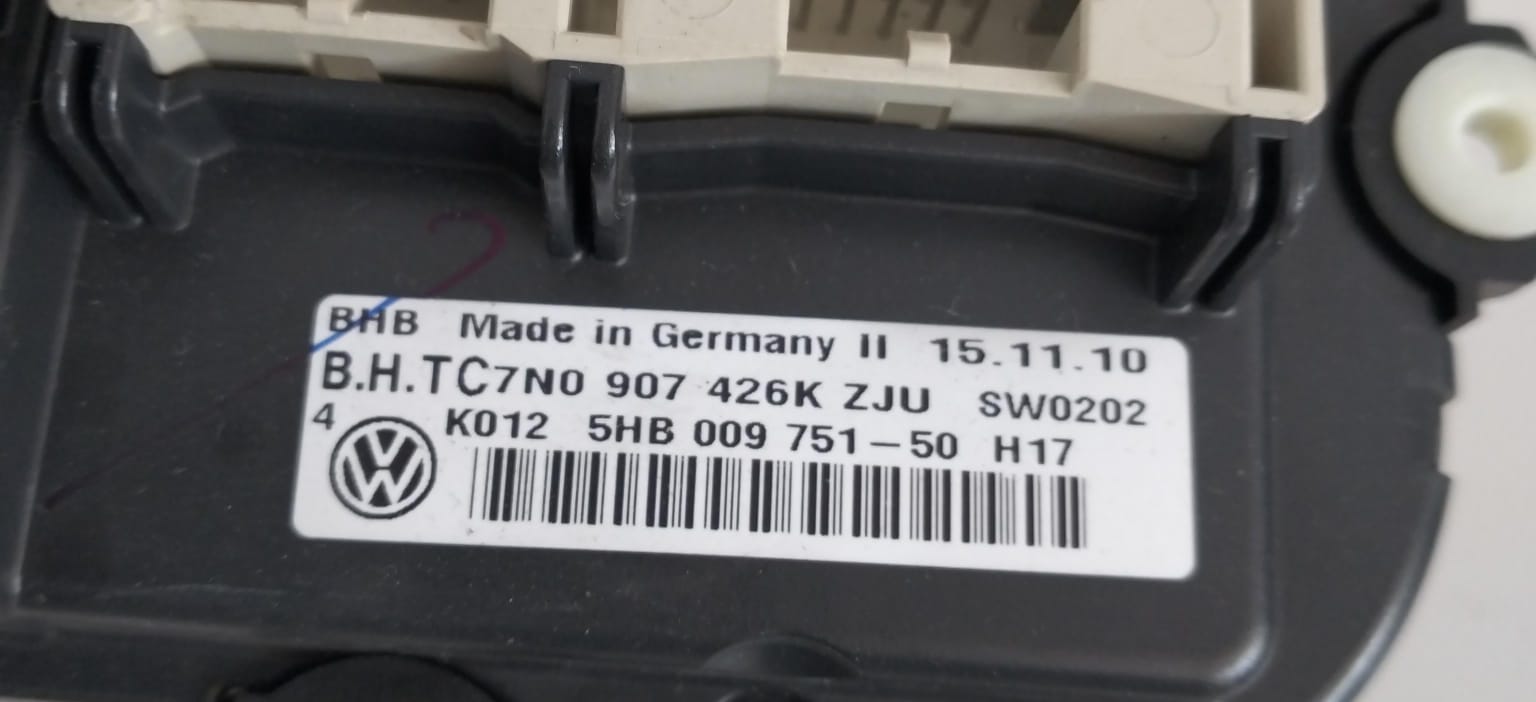 BHB Made in Germany II 15.11.10
B.H.TC7N0 907 426K ZJU SW0202
4 K012 5HB 009 751-50 H17